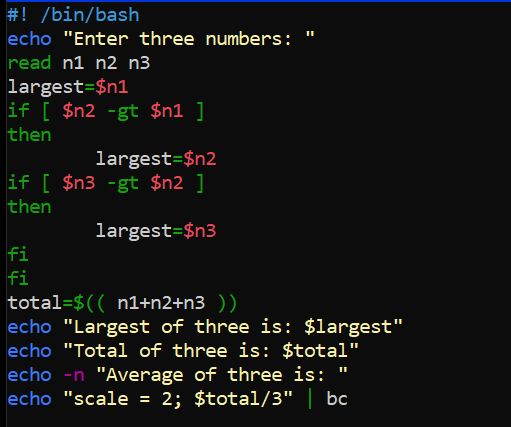 #! /bin/bash
echo "Enter three numbers: "
read n1 n2 n3
largest=$n1
if [ $n2 -gt $n1 ]
then
        largest=$n2
if [ $n3 -gt $n2 ]
then
        largest=$n3
fi
fi
total=$(( n1+n2+n3 ))
echo "Largest of three is: $largest"
echo "Total of three is: $total"
echo -n "Average of three is: "
echo "scale = 2; $total/3" | bc